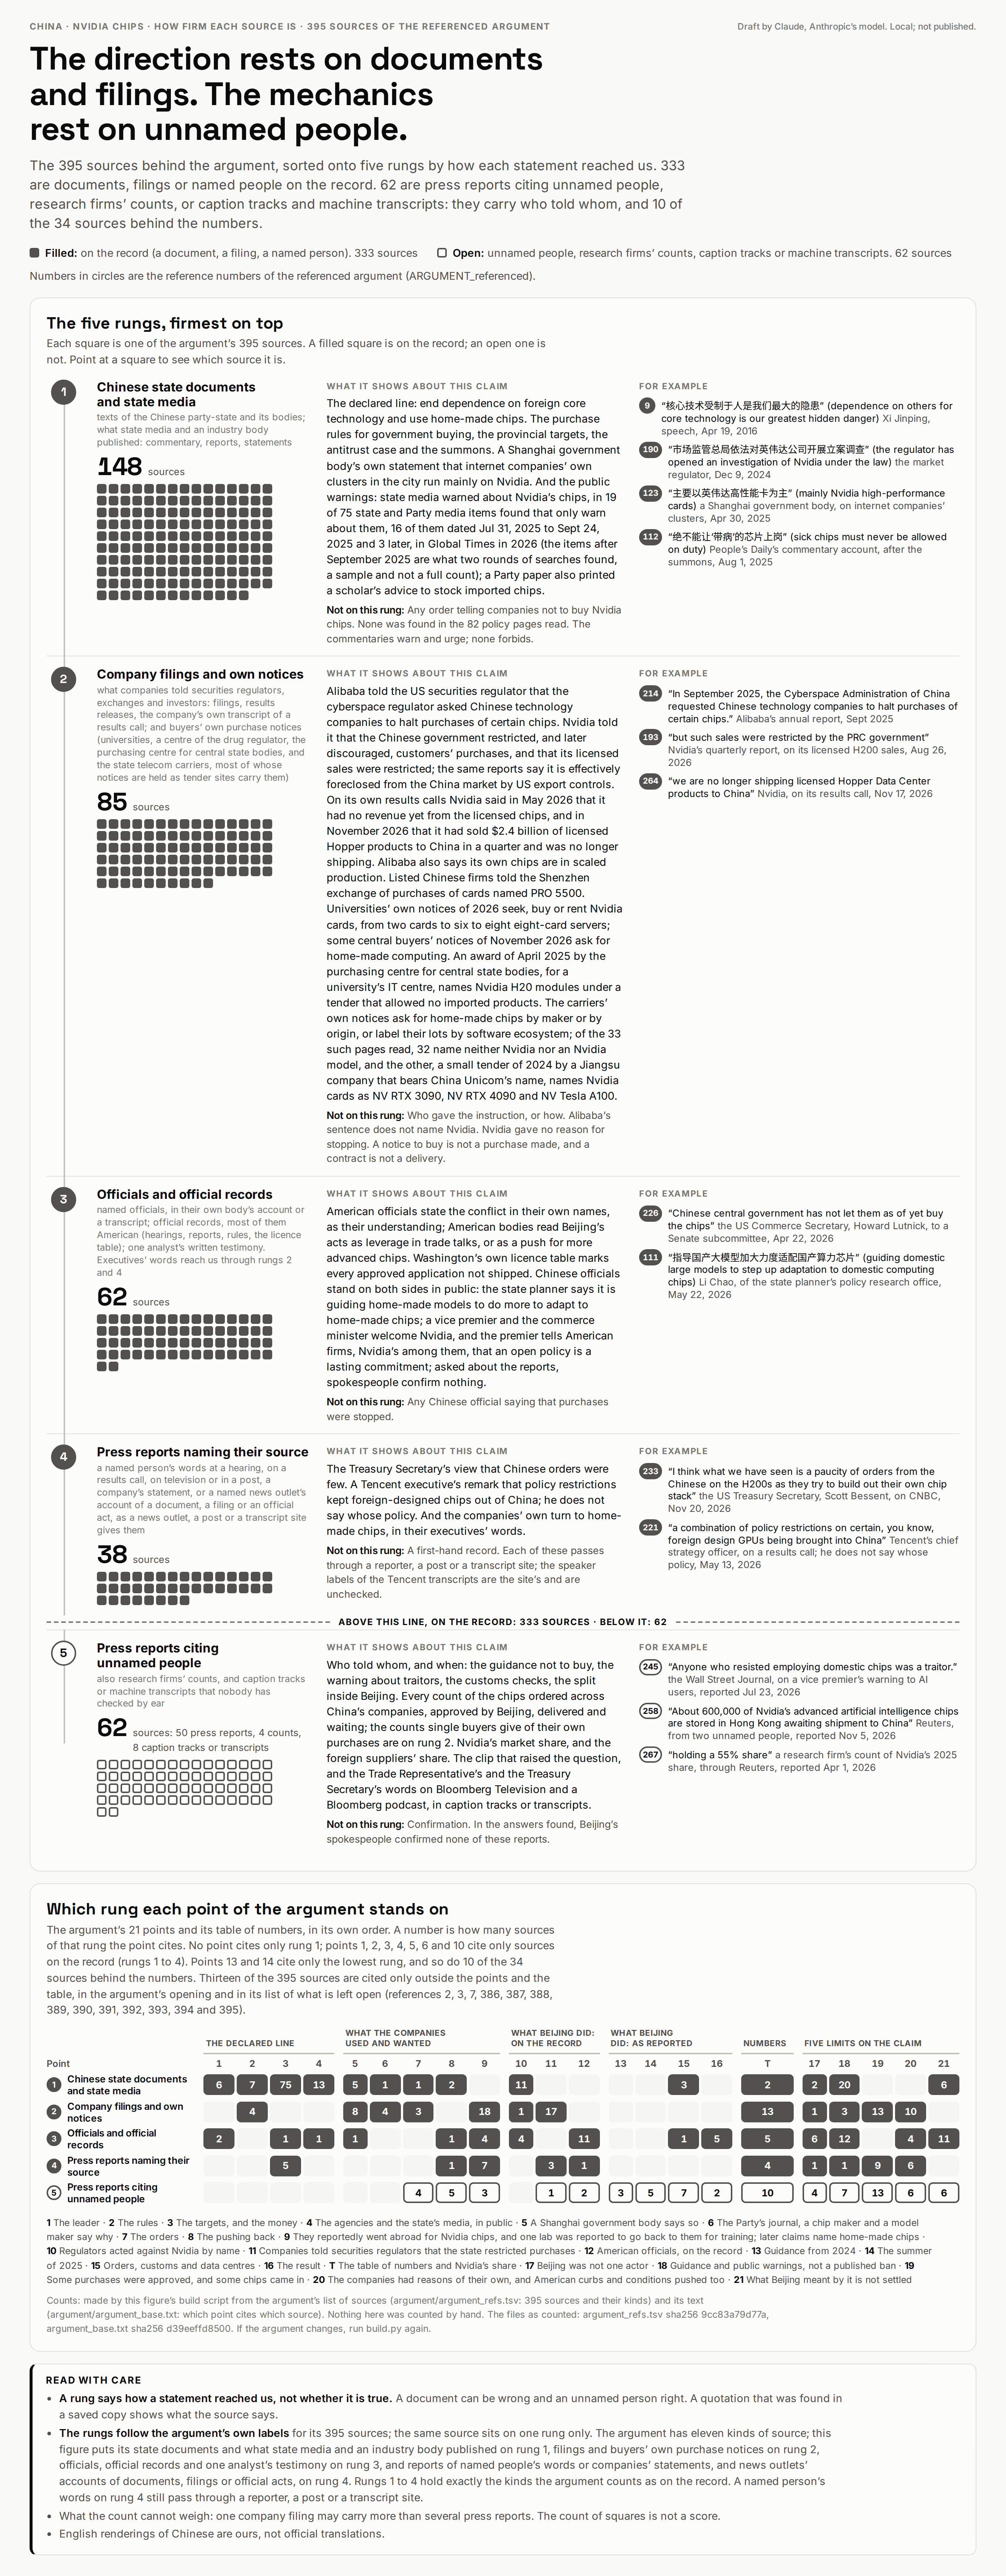 CHINA · NVIDIA CHIPS · HOW FIRM EACH SOURCE IS · 395 SOURCES OF THE REFERENCED ARGUMENT
Draft by Claude, Anthropic's model. Local; not published.
The direction rests on documents
and filings. The mechanics
rest on unnamed people.
The 395 sources behind the argument, sorted onto five rungs by how each statement reached us. 333
are documents, filings or named people on the record. 62 are press reports citing unnamed people,
research firms' counts, or caption tracks and machine transcripts: they carry who told whom, and 10 of
the 34 sources behind the numbers.
Filled: on the record (a document, a filing, a named person). 333 sources
Open: unnamed people, research firms' counts, caption tracks or machine transcripts. 62 sources
Numbers in circles are the reference numbers of the referenced argument (ARGUMENT_referenced).
The five rungs, firmest on top
Each square is one of the argument's 395 sources. A filled square is on the record; an open one is
not. Point at a square to see which source it is.
1
Chinese state documents
and state media
texts of the Chinese party-state and its bodies;
what state media and an industry body
published: commentary, reports, statements
148 sources
WHAT IT SHOWS ABOUT THIS CLAIM
The declared line: end dependence on foreign core
technology and use home-made chips. The purchase
rules for government buying, the provincial targets, the
antitrust case and the summons. A Shanghai government
body's own statement that internet companies' own
clusters in the city run mainly on Nvidia. And the public
warnings: state media warned about Nvidia's chips, in 19
of 75 state and Party media items found that only warn
about them, 16 of them dated Jul 31, 2025 to Sept 24,
2025 and 3 later, in Global Times in 2026 (the items after
September 2025 are what two rounds of searches found,
a sample and not a full count); a Party paper also printed
a scholar's advice to stock imported chips.
Not on this rung: Any order telling companies not to buy Nvidia
chips. None was found in the 82 policy pages read. The
commentaries warn and urge; none forbids.
FOR EXAMPLE
9 “核心技术受制于人是我们最大的隐患” (dependence on others for
core technology is our greatest hidden danger) Xi Jinping,
speech, Apr 19, 2016
190 “市场监管总局依法对英伟达公司开展立案调查” (the regulator has
opened an investigation of Nvidia under the law) the market
regulator, Dec 9, 2024
123 “主要以英伟达高性能卡为主” (mainly Nvidia high-performance
cards) a Shanghai government body, on internet companies'
clusters, Apr 30, 2025
112 “绝不能让‘带病’的芯片上岗” (sick chips must never be allowed
on duty) People's Daily's commentary account, after the
summons, Aug 1, 2025
2
Company filings and own notices
what companies told securities regulators,
exchanges and investors: filings, results
releases, the company's own transcript of a
results call; and buyers' own purchase notices
(universities, a centre of the drug regulator, the
purchasing centre for central state bodies, and
the state telecom carriers, most of whose
notices are held as tender sites carry them)
85 sources
WHAT IT SHOWS ABOUT THIS CLAIM
Alibaba told the US securities regulator that the
cyberspace regulator asked Chinese technology
companies to halt purchases of certain chips. Nvidia told
it that the Chinese government restricted, and later
discouraged, customers' purchases, and that its licensed
sales were restricted; the same reports say it is effectively
foreclosed from the China market by US export controls.
On its own results calls Nvidia said in May 2026 that it
had no revenue yet from the licensed chips, and in
November 2026 that it had sold $2.4 billion of licensed
Hopper products to China in a quarter and was no longer
shipping. Alibaba also says its own chips are in scaled
production. Listed Chinese firms told the Shenzhen
exchange of purchases of cards named PRO 5500.
Universities' own notices of 2026 seek, buy or rent Nvidia
cards, from two cards to six to eight eight-card servers;
some central buyers' notices of November 2026 ask for
home-made computing. An award of April 2025 by the
purchasing centre for central state bodies, for a
university's IT centre, names Nvidia H20 modules under a
tender that allowed no imported products. The carriers'
own notices ask for home-made chips by maker or by
origin, or label their lots by software ecosystem; of the 33
such pages read, 32 name neither Nvidia nor an Nvidia
model, and the other, a small tender of 2024 by a Jiangsu
company that bears China Unicom's name, names Nvidia
cards as NV RTX 3090, NV RTX 4090 and NV Tesla A100.
Not on this rung: Who gave the instruction, or how. Alibaba's
sentence does not name Nvidia. Nvidia gave no reason for
stopping. A notice to buy is not a purchase made, and a
contract is not a delivery.
FOR EXAMPLE
214 “In September 2025, the Cyberspace Administration of China
requested Chinese technology companies to halt purchases of
certain chips.” Alibaba's annual report, Sept 2025
193 “but such sales were restricted by the PRC government”
Nvidia's quarterly report, on its licensed H200 sales, Aug 26,
2026
264 “we are no longer shipping licensed Hopper Data Center
products to China” Nvidia, on its results call, Nov 17, 2026
3
Officials and official records
named officials, in their own body's account or
a transcript; official records, most of them
American (hearings, reports, rules, the licence
table); one analyst's written testimony.
Executives' words reach us through rungs 2
and 4
62 sources
WHAT IT SHOWS ABOUT THIS CLAIM
American officials state the conflict in their own names,
as their understanding; American bodies read Beijing's
acts as leverage in trade talks, or as a push for more
advanced chips. Washington's own licence table marks
every approved application not shipped. Chinese officials
stand on both sides in public: the state planner says it is
guiding home-made models to do more to adapt to
home-made chips; a vice premier and the commerce
minister welcome Nvidia, and the premier tells American
firms, Nvidia's among them, that an open policy is a
lasting commitment; asked about the reports,
spokespeople confirm nothing.
Not on this rung: Any Chinese official saying that purchases
were stopped.
FOR EXAMPLE
226 “Chinese central government has not let them as of yet buy
the chips” the US Commerce Secretary, Howard Lutnick, to a
Senate subcommittee, Apr 22, 2026
111 “指导国产大模型加大力度适配国产算力芯片” (guiding domestic
large models to step up adaptation to domestic computing
chips) Li Chao, of the state planner's policy research office,
May 22, 2026
4
Press reports naming their source
a named person's words at a hearing, on a
results call, on television or in a post, a
company's statement, or a named news outlet's
account of a document, a filing or an official
act, as a news outlet, a post or a transcript site
gives them
38 sources
WHAT IT SHOWS ABOUT THIS CLAIM
The Treasury Secretary's view that Chinese orders were
few. A Tencent executive's remark that policy restrictions
kept foreign-designed chips out of China; he does not
say whose policy. And the companies' own turn to home-
made chips, in their executives' words.
Not on this rung: A first-hand record. Each of these passes
through a reporter, a post or a transcript site; the speaker
labels of the Tencent transcripts are the site's and are
unchecked.
FOR EXAMPLE
233 “I think what we have seen is a paucity of orders from the
Chinese on the H200s as they try to build out their own chip
stack” the US Treasury Secretary, Scott Bessent, on CNBC,
Nov 20, 2026
221 “a combination of policy restrictions on certain, you know,
foreign design GPUs being brought into China” Tencent's chief
strategy officer, on a results call; he does not say whose
policy, May 13, 2026
ABOVE THIS LINE, ON THE RECORD: 333 SOURCES · BELOW IT: 62
5
Press reports citing
unnamed people
also research firms' counts, and caption tracks
or machine transcripts that nobody has
checked by ear
62 sources: 50 press reports, 4 counts,
8 caption tracks or transcripts
WHAT IT SHOWS ABOUT THIS CLAIM
Who told whom, and when: the guidance not to buy, the
warning about traitors, the customs checks, the split
inside Beijing. Every count of the chips ordered across
China's companies, approved by Beijing, delivered and
waiting; the counts single buyers give of their own
purchases are on rung 2. Nvidia's market share, and the
foreign suppliers' share. The clip that raised the question,
and the Trade Representative's and the Treasury
Secretary's words on Bloomberg Television and a
Bloomberg podcast, in caption tracks or transcripts.
Not on this rung: Confirmation. In the answers found, Beijing's
spokespeople confirmed none of these reports.
FOR EXAMPLE
245 “Anyone who resisted employing domestic chips was a traitor.”
the Wall Street Journal, on a vice premier's warning to AI
users, reported Jul 23, 2026
258 “About 600,000 of Nvidia's advanced artificial intelligence chips
are stored in Hong Kong awaiting shipment to China” Reuters,
from two unnamed people, reported Nov 5, 2026
267 “holding a 55% share” a research firm's count of Nvidia's 2025
share, through Reuters, reported Apr 1, 2026
Which rung each point of the argument stands on
The argument's 21 points and its table of numbers, in its own order. A number is how many sources
of that rung the point cites. No point cites only rung 1; points 1, 2, 3, 4, 5, 6 and 10 cite only sources
on the record (rungs 1 to 4). Points 13 and 14 cite only the lowest rung, and so do 10 of the 34
sources behind the numbers. Thirteen of the 395 sources are cited only outside the points and the
table, in the argument's opening and in its list of what is left open (references 2, 3, 7, 386, 387, 388,
389, 390, 391, 392, 393, 394 and 395).
THE DECLARED LINE
WHAT THE COMPANIES
USED AND WANTED
WHAT BEIJING DID:
ON THE RECORD
WHAT BEIJING
DID: AS REPORTED
NUMBERS
FIVE LIMITS ON THE CLAIM
Point 1 2 3 4 5 6 7 8 9 10 11 12 13 14 15 16 T 17 18 19 20 21
1 Chinese state documents
and state media
6 7 75 13 5 1 1 2 11 3 2 2 20 6
2 Company filings and own
notices
4 8 4 3 18 1 17 13 1 3 13 10
3 Officials and official
records
2 1 1 1 1 4 4 11 1 5 5 6 12 4 11
4 Press reports naming their
source
5 1 7 3 1 4 1 1 9 6
5 Press reports citing
unnamed people
4 5 3 1 2 3 5 7 2 10 4 7 13 6 6
1 The leader · 2 The rules · 3 The targets, and the money · 4 The agencies and the state's media, in public · 5 A Shanghai government body says so · 6 The Party's journal, a chip maker and a model
maker say why · 7 The orders · 8 The pushing back · 9 They reportedly went abroad for Nvidia chips, and one lab was reported to go back to them for training; later claims name home-made chips ·
10 Regulators acted against Nvidia by name · 11 Companies told securities regulators that the state restricted purchases · 12 American officials, on the record · 13 Guidance from 2024 · 14 The summer
of 2025 · 15 Orders, customs and data centres · 16 The result · T The table of numbers and Nvidia's share · 17 Beijing was not one actor · 18 Guidance and public warnings, not a published ban · 19
Some purchases were approved, and some chips came in · 20 The companies had reasons of their own, and American curbs and conditions pushed too · 21 What Beijing meant by it is not settled
Counts: made by this figure's build script from the argument's list of sources (argument/argument_refs.tsv: 395 sources and their kinds) and its text
(argument/argument_base.txt: which point cites which source). Nothing here was counted by hand. The files as counted: argument_refs.tsv sha256 9cc83a79d77a,
argument_base.txt sha256 d39eeffd8500. If the argument changes, run build.py again.
READ WITH CARE
• A rung says how a statement reached us, not whether it is true. A document can be wrong and an unnamed person right. A quotation that was found in
a saved copy shows what the source says.
• The rungs follow the argument's own labels for its 395 sources; the same source sits on one rung only. The argument has eleven kinds of source; this
figure puts its state documents and what state media and an industry body published on rung 1, filings and buyers' own purchase notices on rung 2,
officials, official records and one analyst's testimony on rung 3, and reports of named people's words or companies' statements, and news outlets'
accounts of documents, filings or official acts, on rung 4. Rungs 1 to 4 hold exactly the kinds the argument counts as on the record. A named person's
words on rung 4 still pass through a reporter, a post or a transcript site.
• What the count cannot weigh: one company filing may carry more than several press reports. The count of squares is not a score.
• English renderings of Chinese are ours, not official translations.